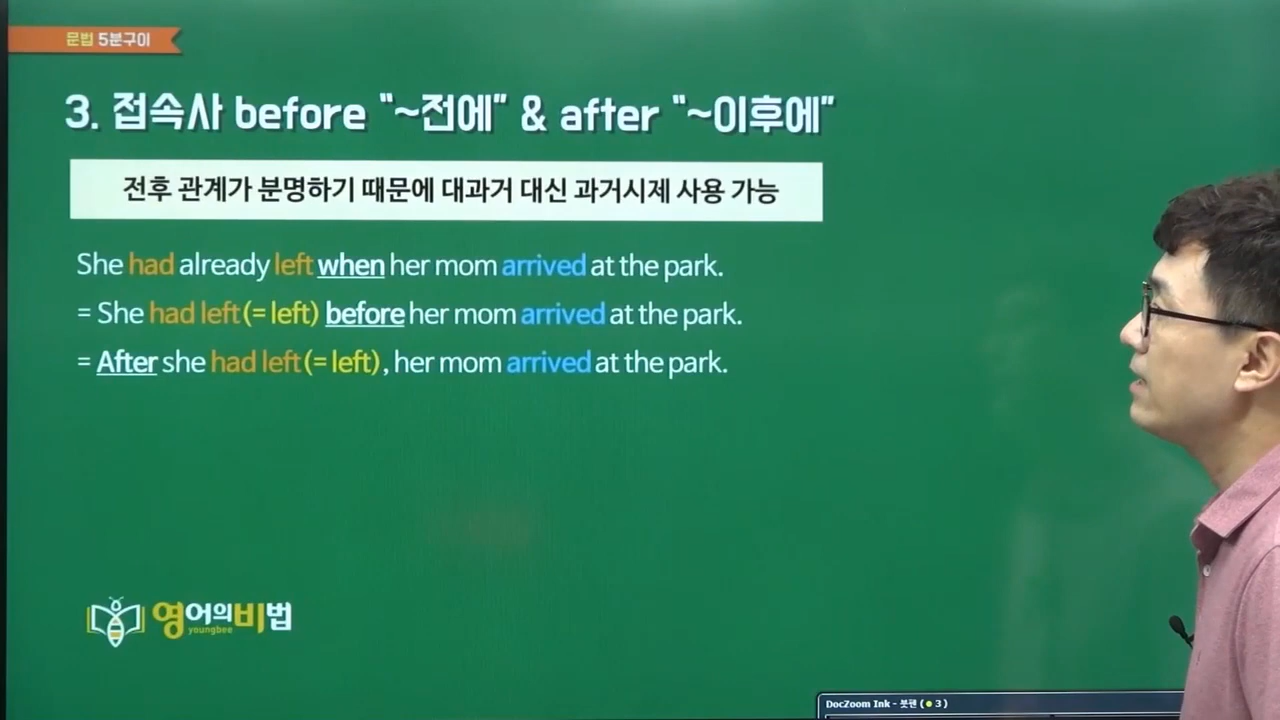 문법 5분구이
3. 접속사 before “~전에” & after “~이후에”
전후 관계가 분명하기 때문에 대과거 대신 과거시제 사용 가능
She had already left when her mom arrived at the park.
= She had left (= left) before her mom arrived at the park.
= After she had left (= left), her mom arrived at the park.
영어의비법
youngbee
DocZoom Ink - 붓펜 ( 3 )